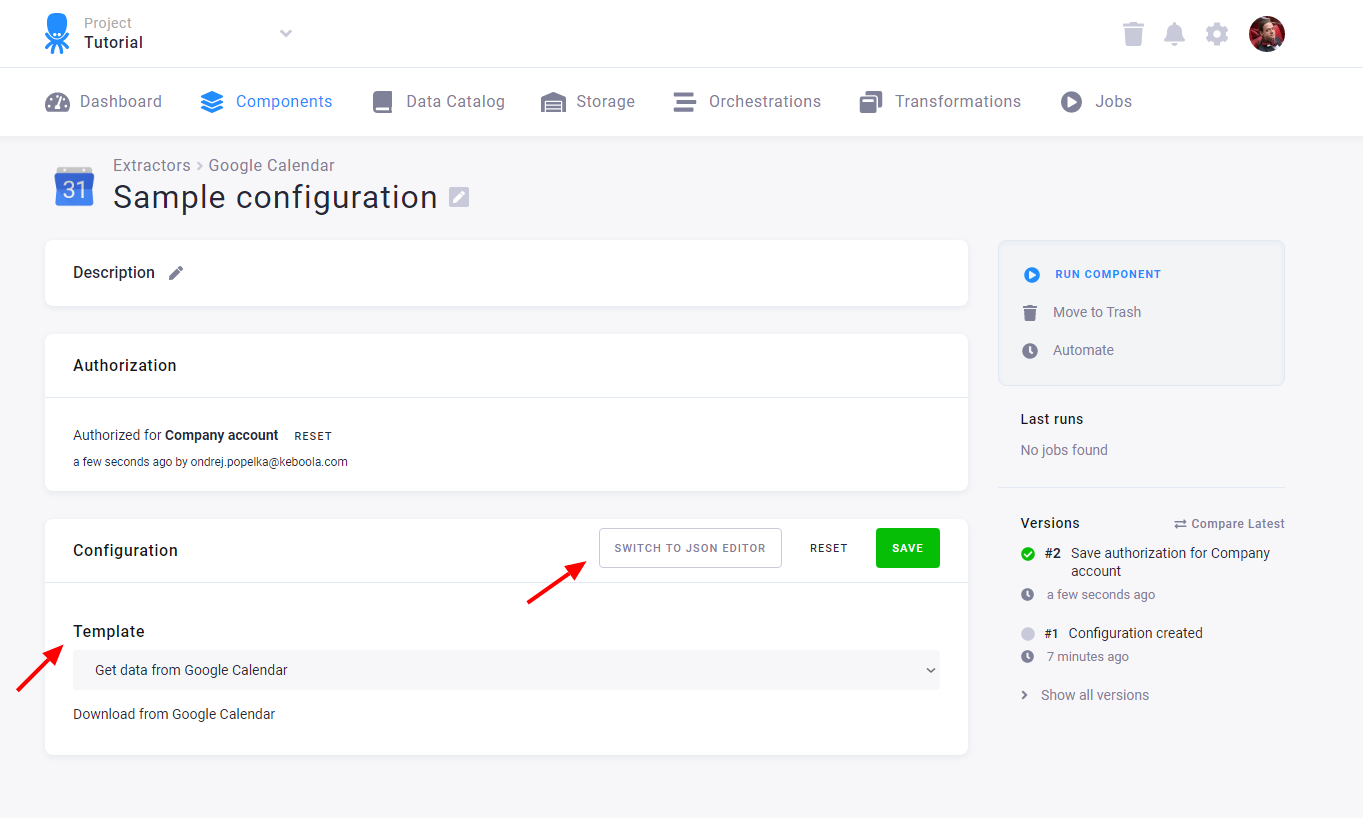 Project
Tutorial
Dashboard
Components
Data Catalog
Storage
Orchestrations
Transformations
Jobs
31
Extractors > Google Calendar
Sample configuration
Description
Authorization
Authorized for Company account RESET
a few seconds ago by ondrej.popelka@keboola.com
Configuration
SWITCH TO JSON EDITOR
RESET
SAVE
Template
Get data from Google Calendar
Download from Google Calendar
RUN COMPONENT
Move to Trash
Automate
Last runs
No jobs found
Versions
Compare Latest
#2 Save authorization for Company
account
a few seconds ago
#1 Configuration created
7 minutes ago
Show all versions